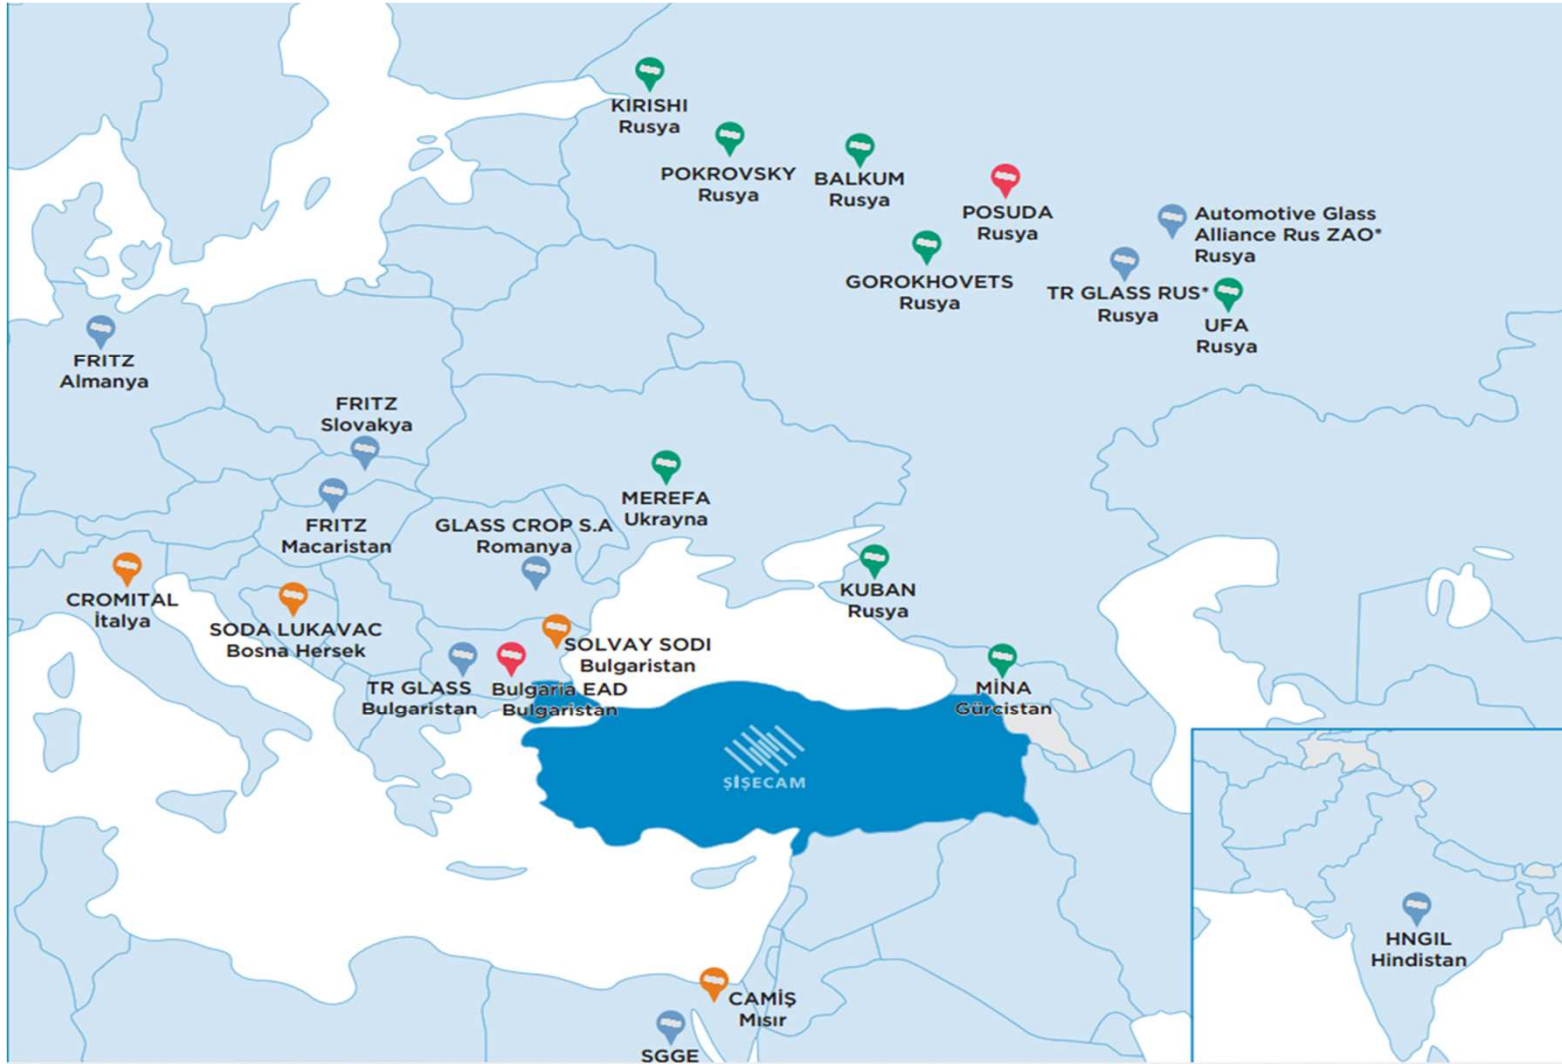 KIRISHI
Rusya
POKROVSKY
Rusya
BALKUM
Rusya
POSUDA
Rusya
Automotive Glass
Alliance Rus ZAO*
Rusya
GOROKHOVETS
Rusya
TR GLASS RUS*
Rusya
UFA
Rusya
FRITZ
Almanya
FRITZ
Slovakya
MEREFA
Ukrayna
FRITZ
Macaristan
GLASS CROP S.A
Romanya
CROMITAL
İtalya
KUBAN
Rusya
SODA LUKAVAC
Bosna Hersek
SOLVAY SODI
Bulgaristan
TR GLASS
Bulgaristan
Bulgaria EAD
Bulgaristan
MİNA
Gürcistan
ŞİŞECAM
HNGIL
Hindistan
CAMİŞ
Mısır
SGGE